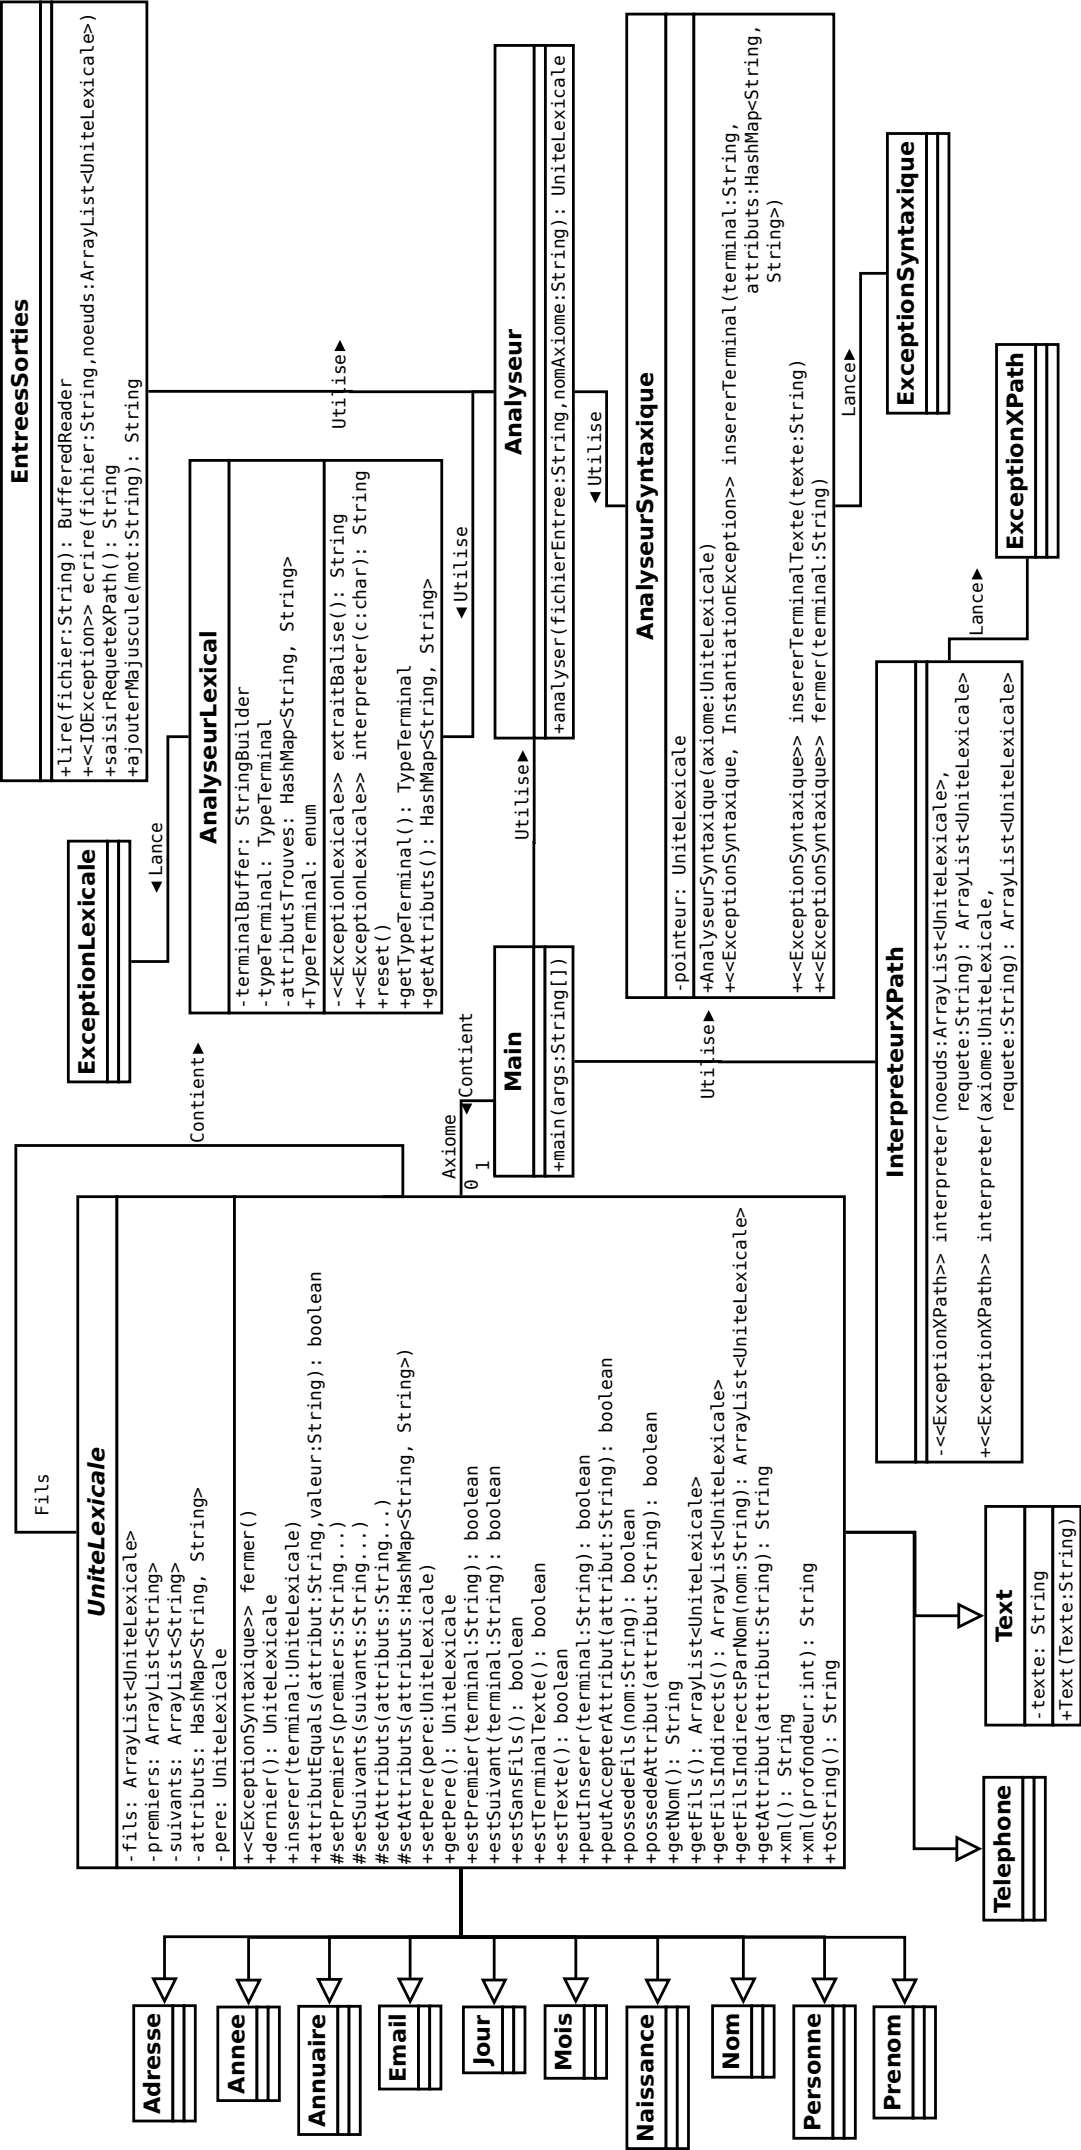 EntreesSorties
+lire(fichier:String): BufferedReader
+<<IOException>> ecrire(fichier:String,noeuds:ArrayList<UniteLexicale>)
+saisirRequeteXPath(): String
+ajouterMajuscule(mot:String): String
ExceptionLexicale
Lance
AnalyseurLexical
-terminalBuffer: StringBuilder
-typeTerminal: TypeTerminal
-attributsTrouves: HashMap<String, String>
+TypeTerminal: enum
-<<ExceptionLexicale>> extraitBalise(): String
+<<ExceptionLexicale>> interpreter(c:char): String
+reset()
+getTypeTerminal(): TypeTerminal
+getAttributs(): HashMap<String, String>
Utilise
Utilise
Analyseur
+analyser(fichierEntree:String,nomAxiome:String): UniteLexicale
Utilise
Utilise
AnalyseurSyntaxique
-pointeur: UniteLexicale
+AnalyseurSyntaxique(axiome:UniteLexicale)
+<<ExceptionSyntaxique, InstantiationException>> insererTerminal(terminal:String,
attributs:HashMap<String,
String>)
+<<ExceptionSyntaxique>> insererTerminalTexte(texte:String)
+<<ExceptionSyntaxique>> fermer(terminal:String)
Lance
ExceptionSyntaxique
Main
+main(args:String[])
Contient
Axiome
0 1
Utilise
InterpreteurXPath
-<<ExceptionXPath>> interpreter(noeuds:ArrayList<UniteLexicale>,
requete:String): ArrayList<UniteLexicale>
+<<ExceptionXPath>> interpreter(axiome:UniteLexicale,
requete:String): ArrayList<UniteLexicale>
Lance
ExceptionXPath
Contient
Fils
UniteLexicale
-fils: ArrayList<UniteLexicale>
-premiers: ArrayList<String>
-suivants: ArrayList<String>
-attributs: HashMap<String, String>
-pere: UniteLexicale
+<<ExceptionSyntaxique>> fermer()
+dernier(): UniteLexicale
+inserer(terminal:UniteLexicale)
+attributEquals(attribut:String,valeur:String): boolean
#setPremiers(premiers:String...)
#setSuivants(suivants:String...)
#setAttributs(attributs:String...)
#setAttributs(attributs:HashMap<String, String>)
+setPere(pere:UniteLexicale)
+getPere(): UniteLexicale
+estPremier(terminal:String): boolean
+estSuivant(terminal:String): boolean
+estSansFils(): boolean
+estTerminalTexte(): boolean
+estTexte(): boolean
+peutInserer(terminal:String): boolean
+peutAccepterAttribut(attribut:String): boolean
+possedeFils(nom:String): boolean
+possedeAttribut(attribut:String): boolean
+getNom(): String
+getFils(): ArrayList<UniteLexicale>
+getFilsIndirects(): ArrayList<UniteLexicale>
+getFilsIndirectsParNom(nom:String): ArrayList<UniteLexicale>
+getAttribut(attribut:String): String
+xml(): String
+xml(profondeur:int): String
+toString(): String
Adresse
Annee
Annuaire
Email
Jour
Mois
Naissance
Nom
Personne
Prenom
Telephone
Text
-texte: String
+Text(Texte:String)